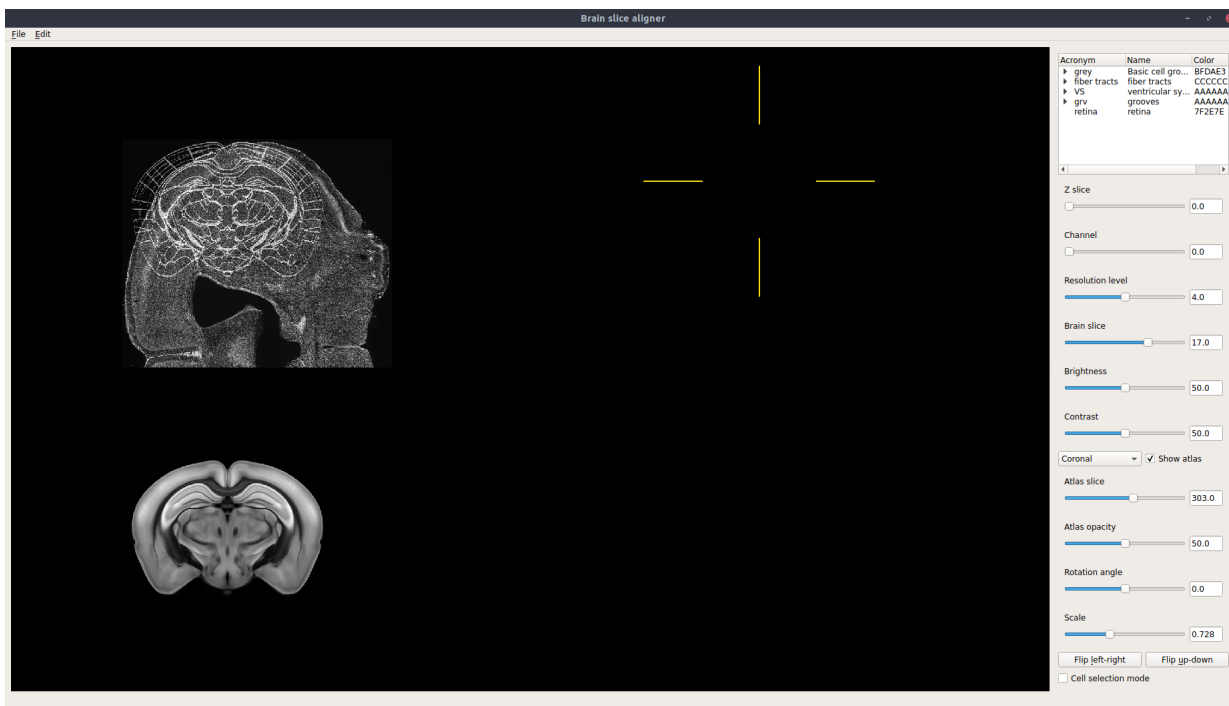 Brain slice aligner
File Edit
Acronym Name Color
grey Basic cell gro... BFDAE3
fiber tracts fiber tracts CCCCCC
VS ventricular sy... AAAAAA
grv grooves AAAAAA
retina retina 7F2E7E
Z slice
0.0
Channel
0.0
Resolution level
4.0
Brain slice
17.0
Brightness
50.0
Contrast
50.0
Coronal Show atlas
Atlas slice
303.0
Atlas opacity
50.0
Rotation angle
0.0
Scale
0.728
Flip left-right Flip up-down
Cell selection mode